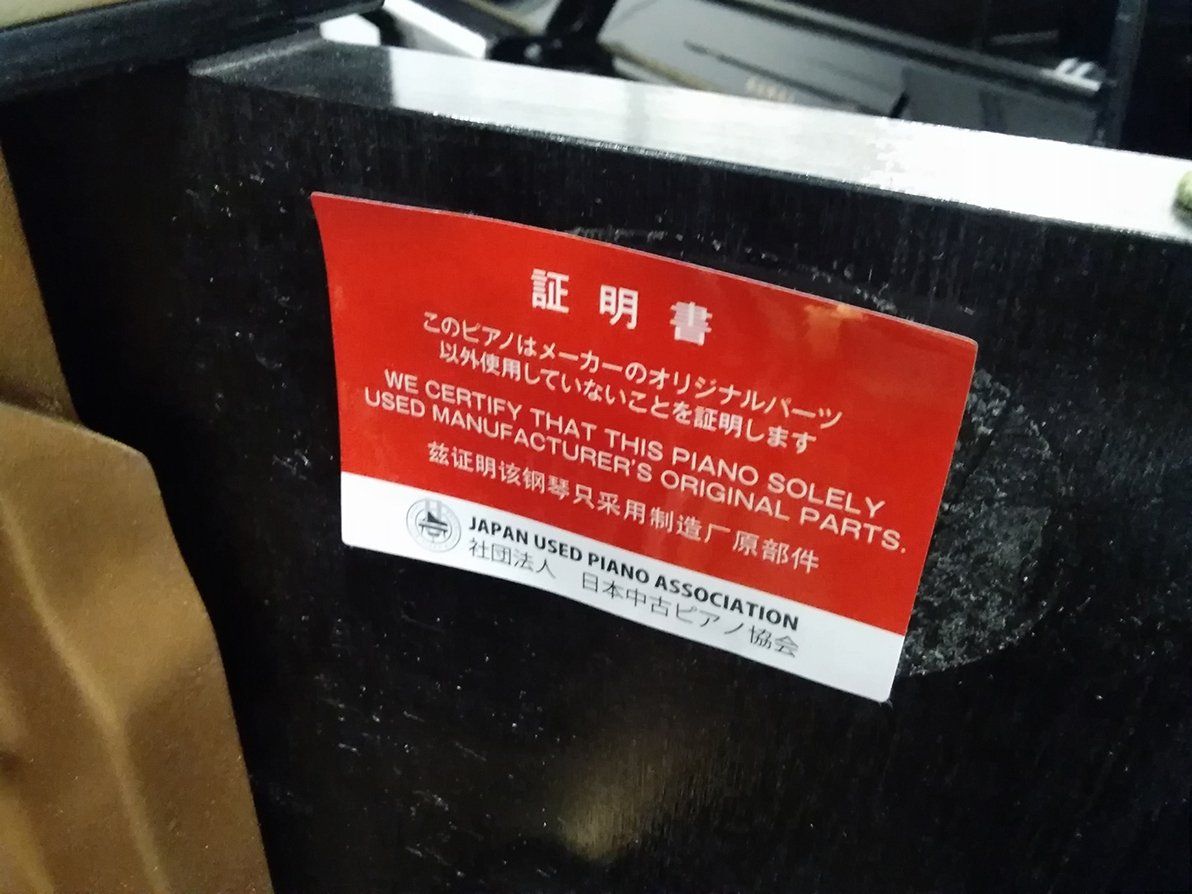 証明書
このピアノはメーカーのオリジナルパーツ
以外使用していないことを証明します
WE CERTIFY THAT THIS PIANO SOLELY
USED MANUFACTURER'S ORIGINAL PARTS.
兹证明该钢琴只采用制造厂原部件
JAPAN USED PIANO ASSOCIATION
社団法人 日本中古ピアノ協会